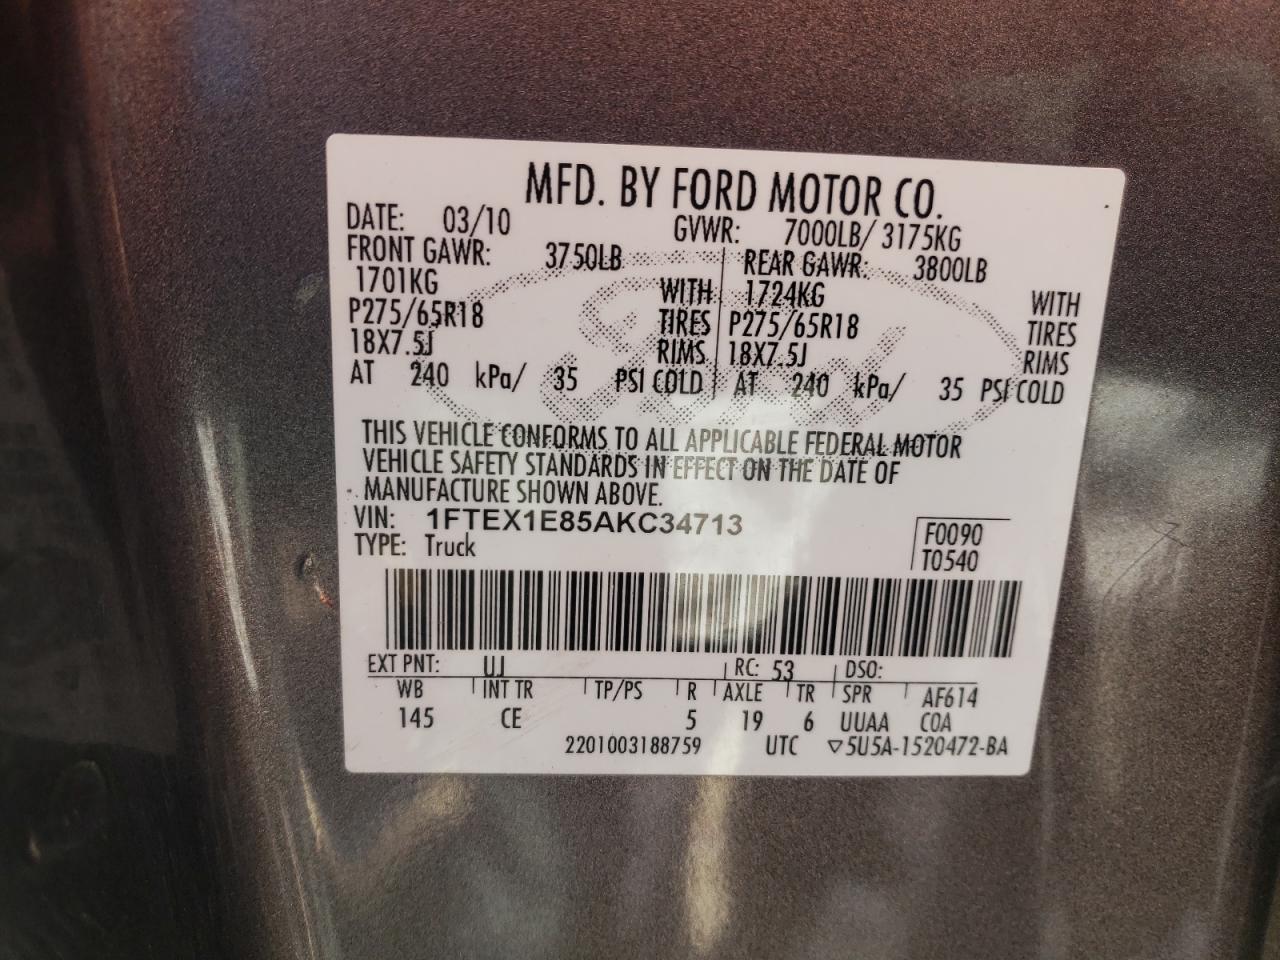 MFD. BY FORD MOTOR CO.
DATE: 03/10 GVWR: 7000LB/ 3175KG
FRONT GAWR: 3750LB REAR GAWR: 3800LB
1701KG WITH 1724KG WITH
P275/65R18 TIRES P275/65R18 TIRES
18X7.5J RIMS 18X7.5J RIMS
AT 240 kPa/ 35 PSI COLD AT 240 kPa/ 35 PSI COLD
THIS VEHICLE CONFORMS TO ALL APPLICABLE FEDERAL MOTOR
VEHICLE SAFETY STANDARDS IN EFFECT ON THE DATE OF
MANUFACTURE SHOWN ABOVE.
VIN: 1FTEX1E85AKC34713 F0090
TYPE: Truck T0540
EXT PNT: UJ RC: 53 DSO:
WB INT TR TP/PS R AXLE TR SPR AF614
145 CE 5 19 6 UUAA COA
2201003188759 UTC ▽5U5A-1520472-BA
Ford